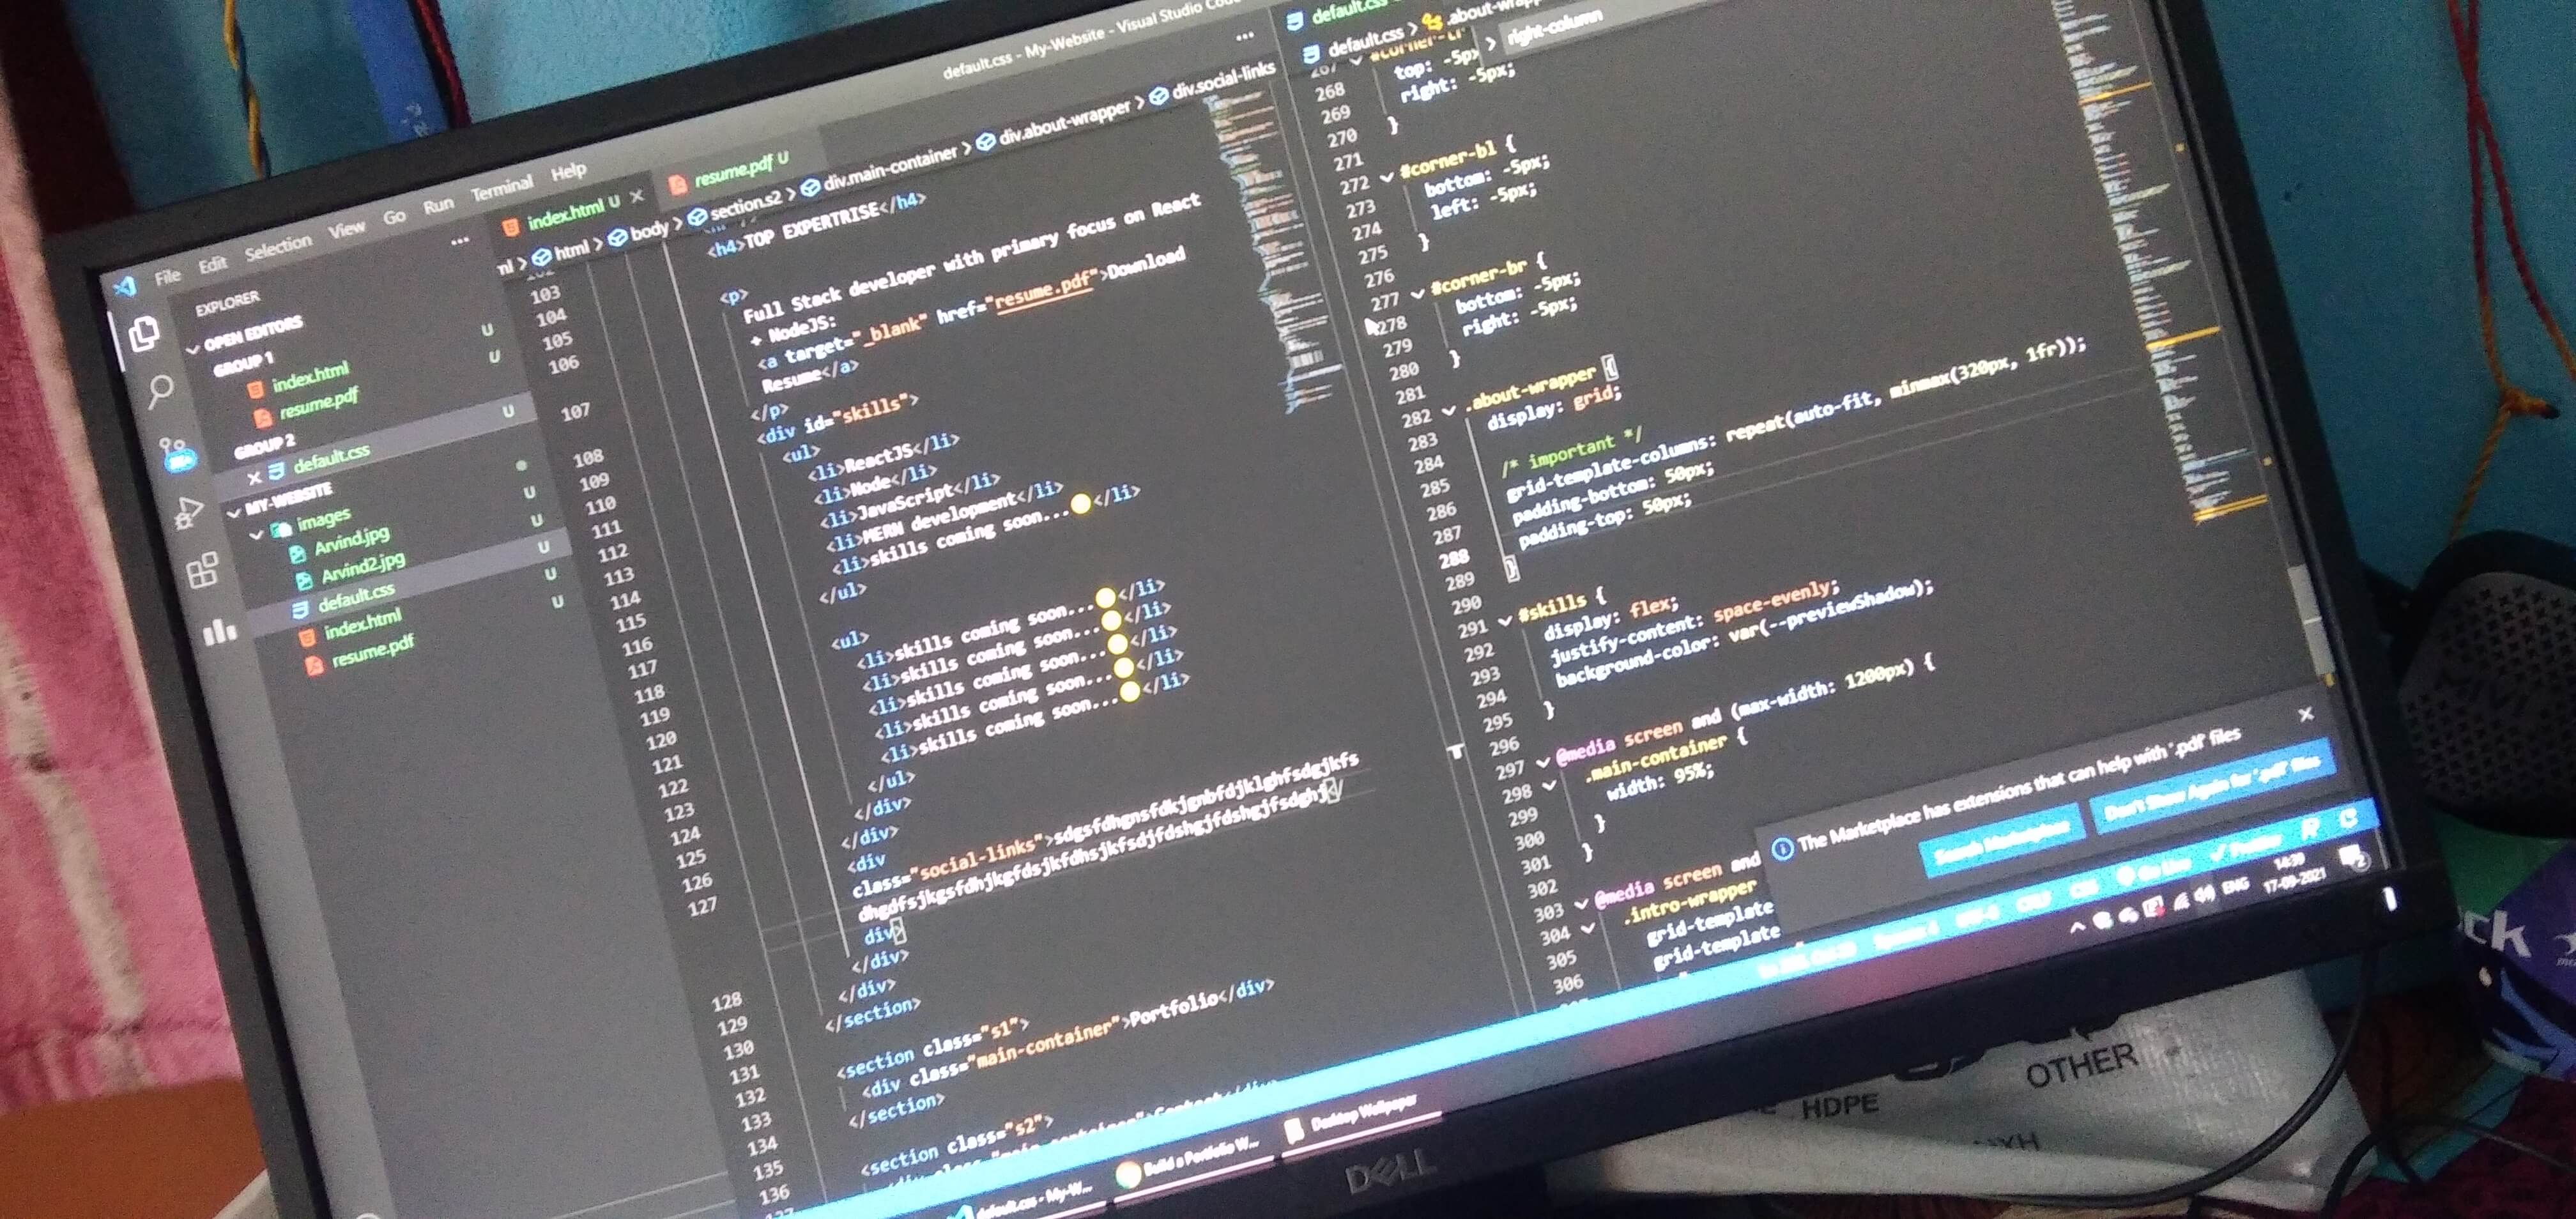 default.css - My-Website - Visual Studio Code
File Edit Selection View Go Run Terminal Help
EXPLORER
OPEN EDITORS
GROUP 1
index.html U
resume.pdf U
GROUP 2
default.css U
MY-WEBSITE
images
Arvind.jpg U
Arvind2.jpg U
default.css U
index.html U
resume.pdf U
index.html U
resume.pdf U
html > body > section.s2 > div.main-container > div.about-wrapper > div.social-links
<h4>TOP EXPERTRISE</h4>
103
104
105
106
107
108
109
110
111
112
113
114
115
116
117
118
119
120
121
122
123
124
125
126
127
128
129
130
131
132
133
134
135
136
<p>
Full Stack developer with primary focus on React
+ NodeJS:
<a target="_blank" href="resume.pdf">Download
Resume</a>
</p>
<div id="skills">
<ul>
<li>ReactJS</li>
<li>Node</li>
<li>JavaScript</li>
<li>MERN development</li>
<li>skills coming soon...</li>
</ul>
<ul>
<li>skills coming soon...</li>
<li>skills coming soon...</li>
<li>skills coming soon...</li>
<li>skills coming soon...</li>
<li>skills coming soon...</li>
</ul>
</div>
</div>
<div
class="social-links">sdgsfdhgnsfdkjgnbfdjklghfsdgjkfs
dhgdfsjkgsfdhjkgfdsjkfdhsjkfsdjfdshgjfdshgjfsdghj</
div>
</div>
</div>
</section>
<section class="s1">
<div class="main-container">Portfolio</div>
</section>
<section class="s2">
default.css
default.css > .about-wrapper
right-column
268 top: -5px
269 right: -5px;
270 }
271
272 #corner-bl {
273 bottom: -5px;
274 left: -5px;
275 }
276
277 #corner-br {
278 bottom: -5px;
279 right: -5px;
280 }
281
282 .about-wrapper {
283 display: grid;
284
285 /* important */
286 grid-template-columns: repeat(auto-fit, minmax(320px, 1fr));
287 padding-bottom: 50px;
288 padding-top: 50px;
289 }
290
291 #skills {
292 display: flex;
293 justify-content: space-evenly;
294 background-color: var(--previewShadow);
295 }
296
297 @media screen and (max-width: 1200px) {
298 .main-container {
299 width: 95%;
300 }
301 }
302
303 @media screen and
304 .intro-wrapper
305 grid-template
306 grid-template
The Marketplace has extensions that can help with '.pdf' files
Search Marketplace
Don't Show Again for '.pdf' files
Go Live
Prettier
ENG
14:39
17-09-2021
2
default.css - My-W...
Build a Portfolio W...
Desktop Wallpaper
DELL
OTHER
HDPE
ck